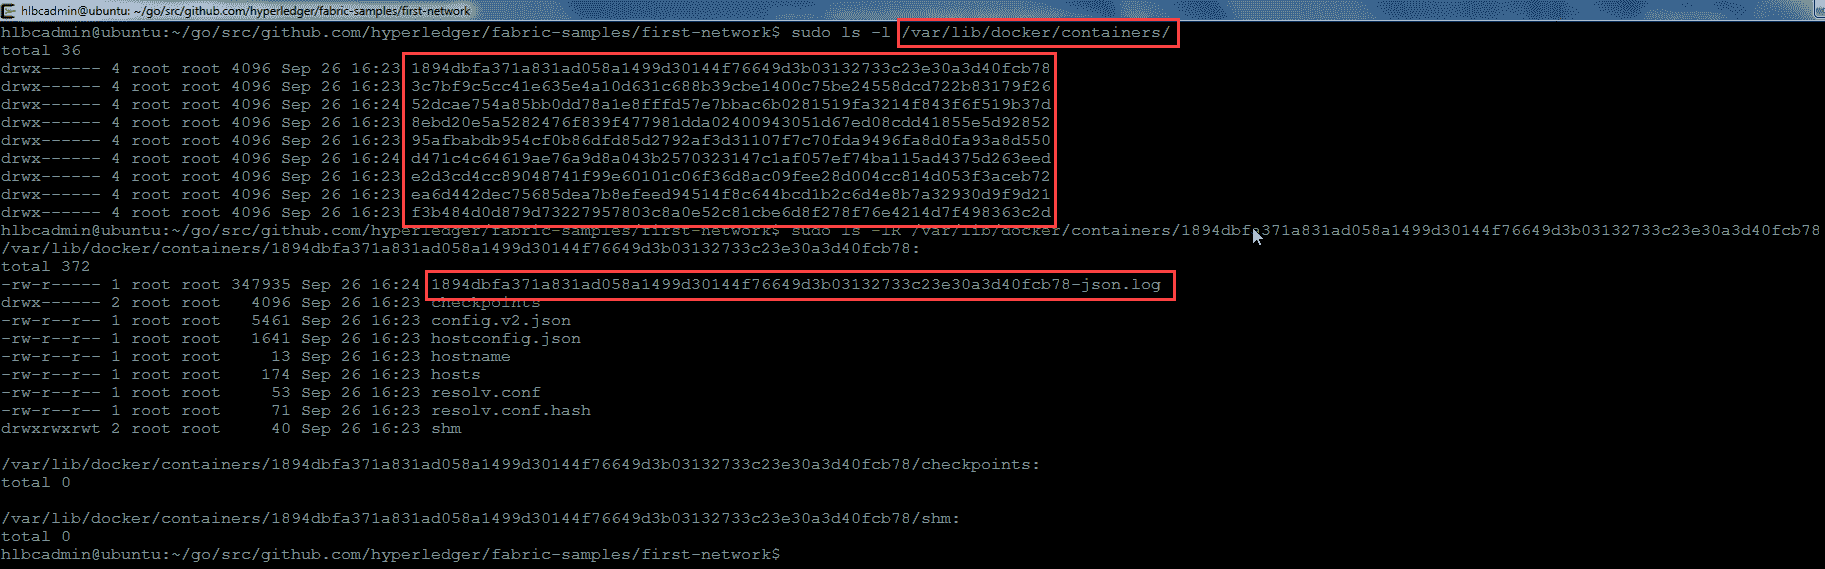 hlbcadmin@ubuntu: ~/go/src/github.com/hyperledger/fabric-samples/first-network
hlbcadmin@ubuntu:~/go/src/github.com/hyperledger/fabric-samples/first-network$ sudo ls -l /var/lib/docker/containers/
total 36
drwx------ 4 root root 4096 Sep 26 16:23 1894dbfa371a831ad058a1499d30144f76649d3b03132733c23e30a3d40fcb78
drwx------ 4 root root 4096 Sep 26 16:23 3c7bf9c5cc41e635e4a10d631c688b39cbe1400c75be24558dcd722b83179f26
drwx------ 4 root root 4096 Sep 26 16:24 52dcae754a85bb0dd78a1e8fffd57e7bbac6b0281519fa3214f843f6f519b37d
drwx------ 4 root root 4096 Sep 26 16:23 8ebd20e5a5282476f839f477981dda02400943051d67ed08cdd41855e5d92852
drwx------ 4 root root 4096 Sep 26 16:23 95afbabdb954cf0b86dfd85d2792af3d31107f7c70fda9496fa8d0fa93a8d550
drwx------ 4 root root 4096 Sep 26 16:24 d471c4c64619ae76a9d8a043b2570323147c1af057ef74ba115ad4375d263eed
drwx------ 4 root root 4096 Sep 26 16:23 e2d3cd4cc89048741f99e60101c06f36d8ac09fee28d004cc814d053f3aceb72
drwx------ 4 root root 4096 Sep 26 16:23 ea6d442dec75685dea7b8efeed94514f8c644bcd1b2c6d4e8b7a32930d9f9d21
drwx------ 4 root root 4096 Sep 26 16:23 f3b484d0d879d73227957803c8a0e52c81cbe6d8f278f76e4214d7f498363c2d
hlbcadmin@ubuntu:~/go/src/github.com/hyperledger/fabric-samples/first-network$ sudo ls -lR /var/lib/docker/containers/1894dbfa371a831ad058a1499d30144f76649d3b03132733c23e30a3d40fcb78
/var/lib/docker/containers/1894dbfa371a831ad058a1499d30144f76649d3b03132733c23e30a3d40fcb78:
total 372
-rw-r----- 1 root root 347935 Sep 26 16:24 1894dbfa371a831ad058a1499d30144f76649d3b03132733c23e30a3d40fcb78-json.log
drwx------ 2 root root   4096 Sep 26 16:23 checkpoints
-rw-r--r-- 1 root root   5461 Sep 26 16:23 config.v2.json
-rw-r--r-- 1 root root   1641 Sep 26 16:23 hostconfig.json
-rw-r--r-- 1 root root     13 Sep 26 16:23 hostname
-rw-r--r-- 1 root root    174 Sep 26 16:23 hosts
-rw-r--r-- 1 root root     53 Sep 26 16:23 resolv.conf
-rw-r--r-- 1 root root     71 Sep 26 16:23 resolv.conf.hash
drwxrwxrwt 2 root root     40 Sep 26 16:23 shm
/var/lib/docker/containers/1894dbfa371a831ad058a1499d30144f76649d3b03132733c23e30a3d40fcb78/checkpoints:
total 0
/var/lib/docker/containers/1894dbfa371a831ad058a1499d30144f76649d3b03132733c23e30a3d40fcb78/shm:
total 0
hlbcadmin@ubuntu:~/go/src/github.com/hyperledger/fabric-samples/first-network$